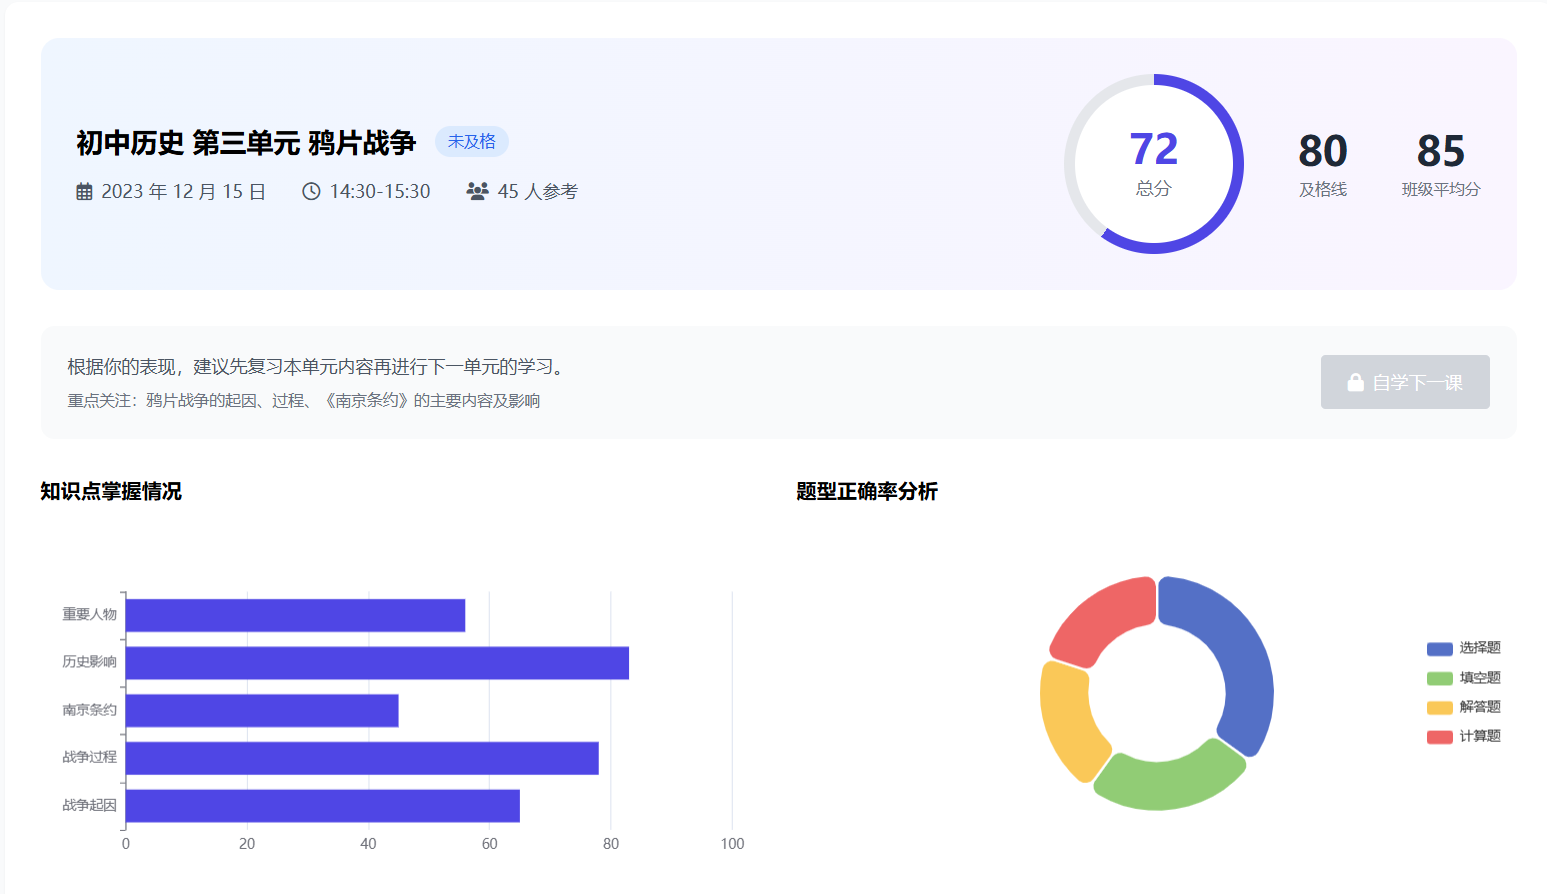 初中历史 第三单元 鸦片战争 未及格
2023 年 12 月 15 日 14:30-15:30 45 人参考
72
总分
80
及格线
85
班级平均分
根据你的表现，建议先复习本单元内容再进行下一单元的学习。
重点关注：鸦片战争的起因、过程、《南京条约》的主要内容及影响
自学下一课
知识点掌握情况
重要人物
历史影响
南京条约
战争过程
战争起因
0 20 40 60 80 100
题型正确率分析
选择题
填空题
解答题
计算题